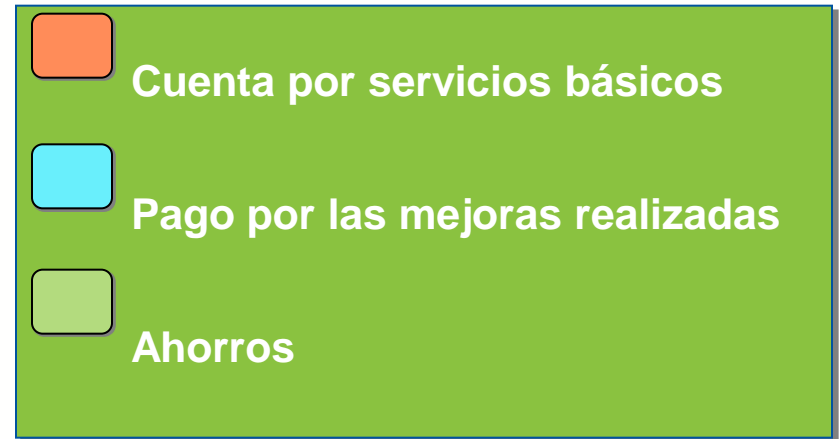 Cuenta por servicios básicos
Pago por las mejoras realizadas
Ahorros